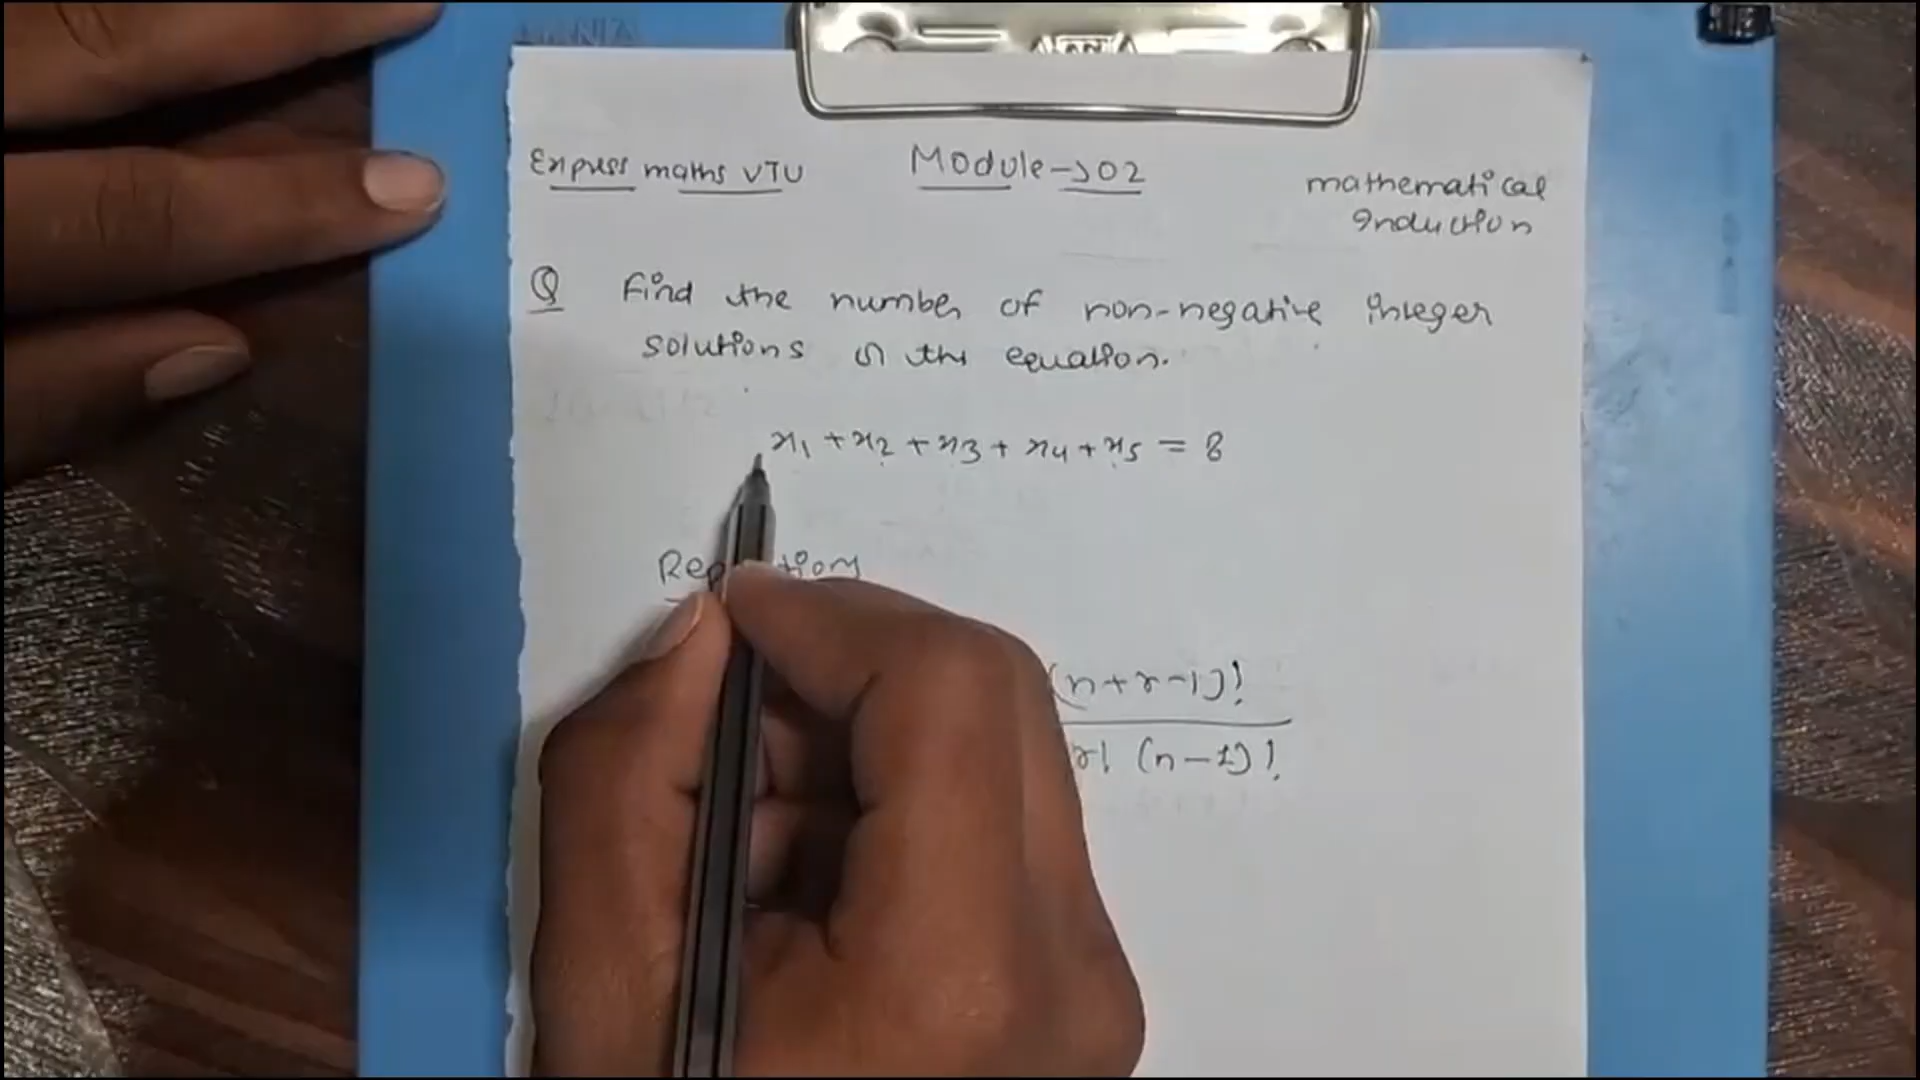 Express maths VTU
Module→02
mathematical
Induction
Q Find the number of non-negative integer
solutions of the equation.
x1 + x2 + x3 + x4 + x5 = 8
(n+r-1)!
r! (n-1)!